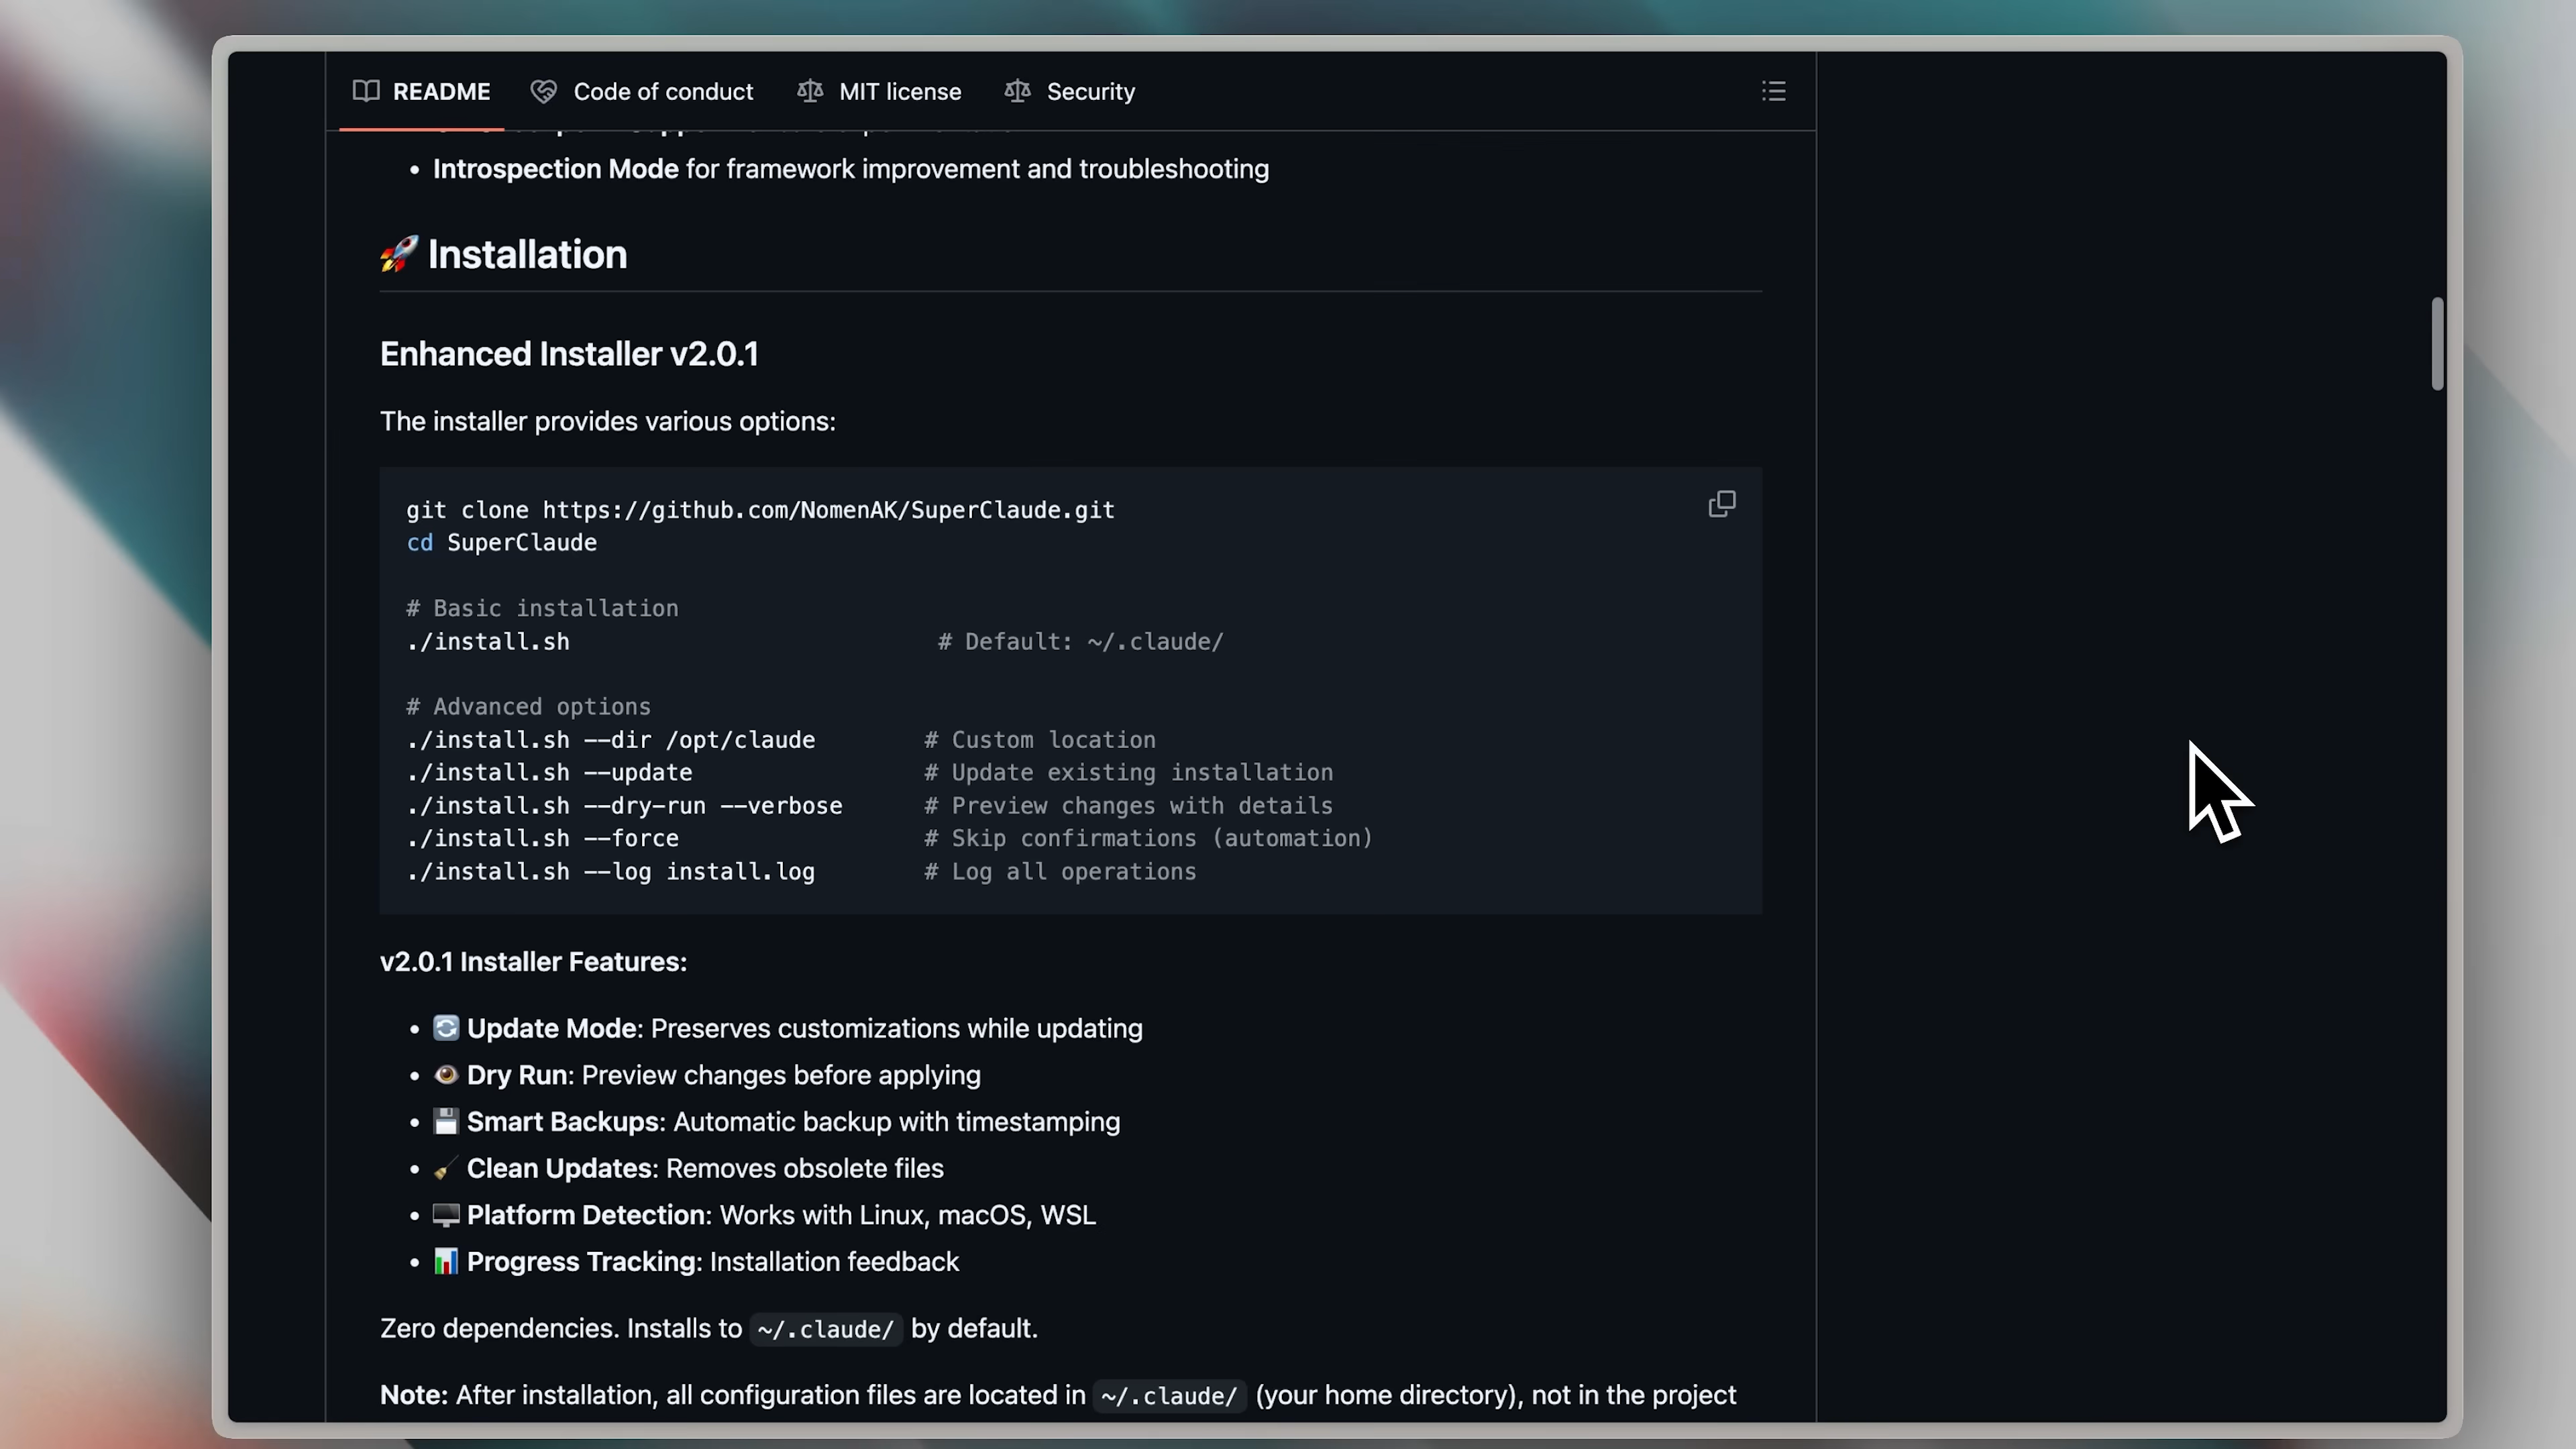 README
Code of conduct
MIT license
Security
Introspection Mode for framework improvement and troubleshooting
🚀 Installation
Enhanced Installer v2.0.1
The installer provides various options:
git clone https://github.com/NomenAK/SuperClaude.git
cd SuperClaude
# Basic installation
./install.sh # Default: ~/.claude/
# Advanced options
./install.sh --dir /opt/claude # Custom location
./install.sh --update # Update existing installation
./install.sh --dry-run --verbose # Preview changes with details
./install.sh --force # Skip confirmations (automation)
./install.sh --log install.log # Log all operations
v2.0.1 Installer Features:
• 🔄 Update Mode: Preserves customizations while updating
• 👁️ Dry Run: Preview changes before applying
• 💾 Smart Backups: Automatic backup with timestamping
• 🧹 Clean Updates: Removes obsolete files
• 🖥️ Platform Detection: Works with Linux, macOS, WSL
• 📊 Progress Tracking: Installation feedback
Zero dependencies. Installs to ~/.claude/ by default.
Note: After installation, all configuration files are located in ~/.claude/ (your home directory), not in the project